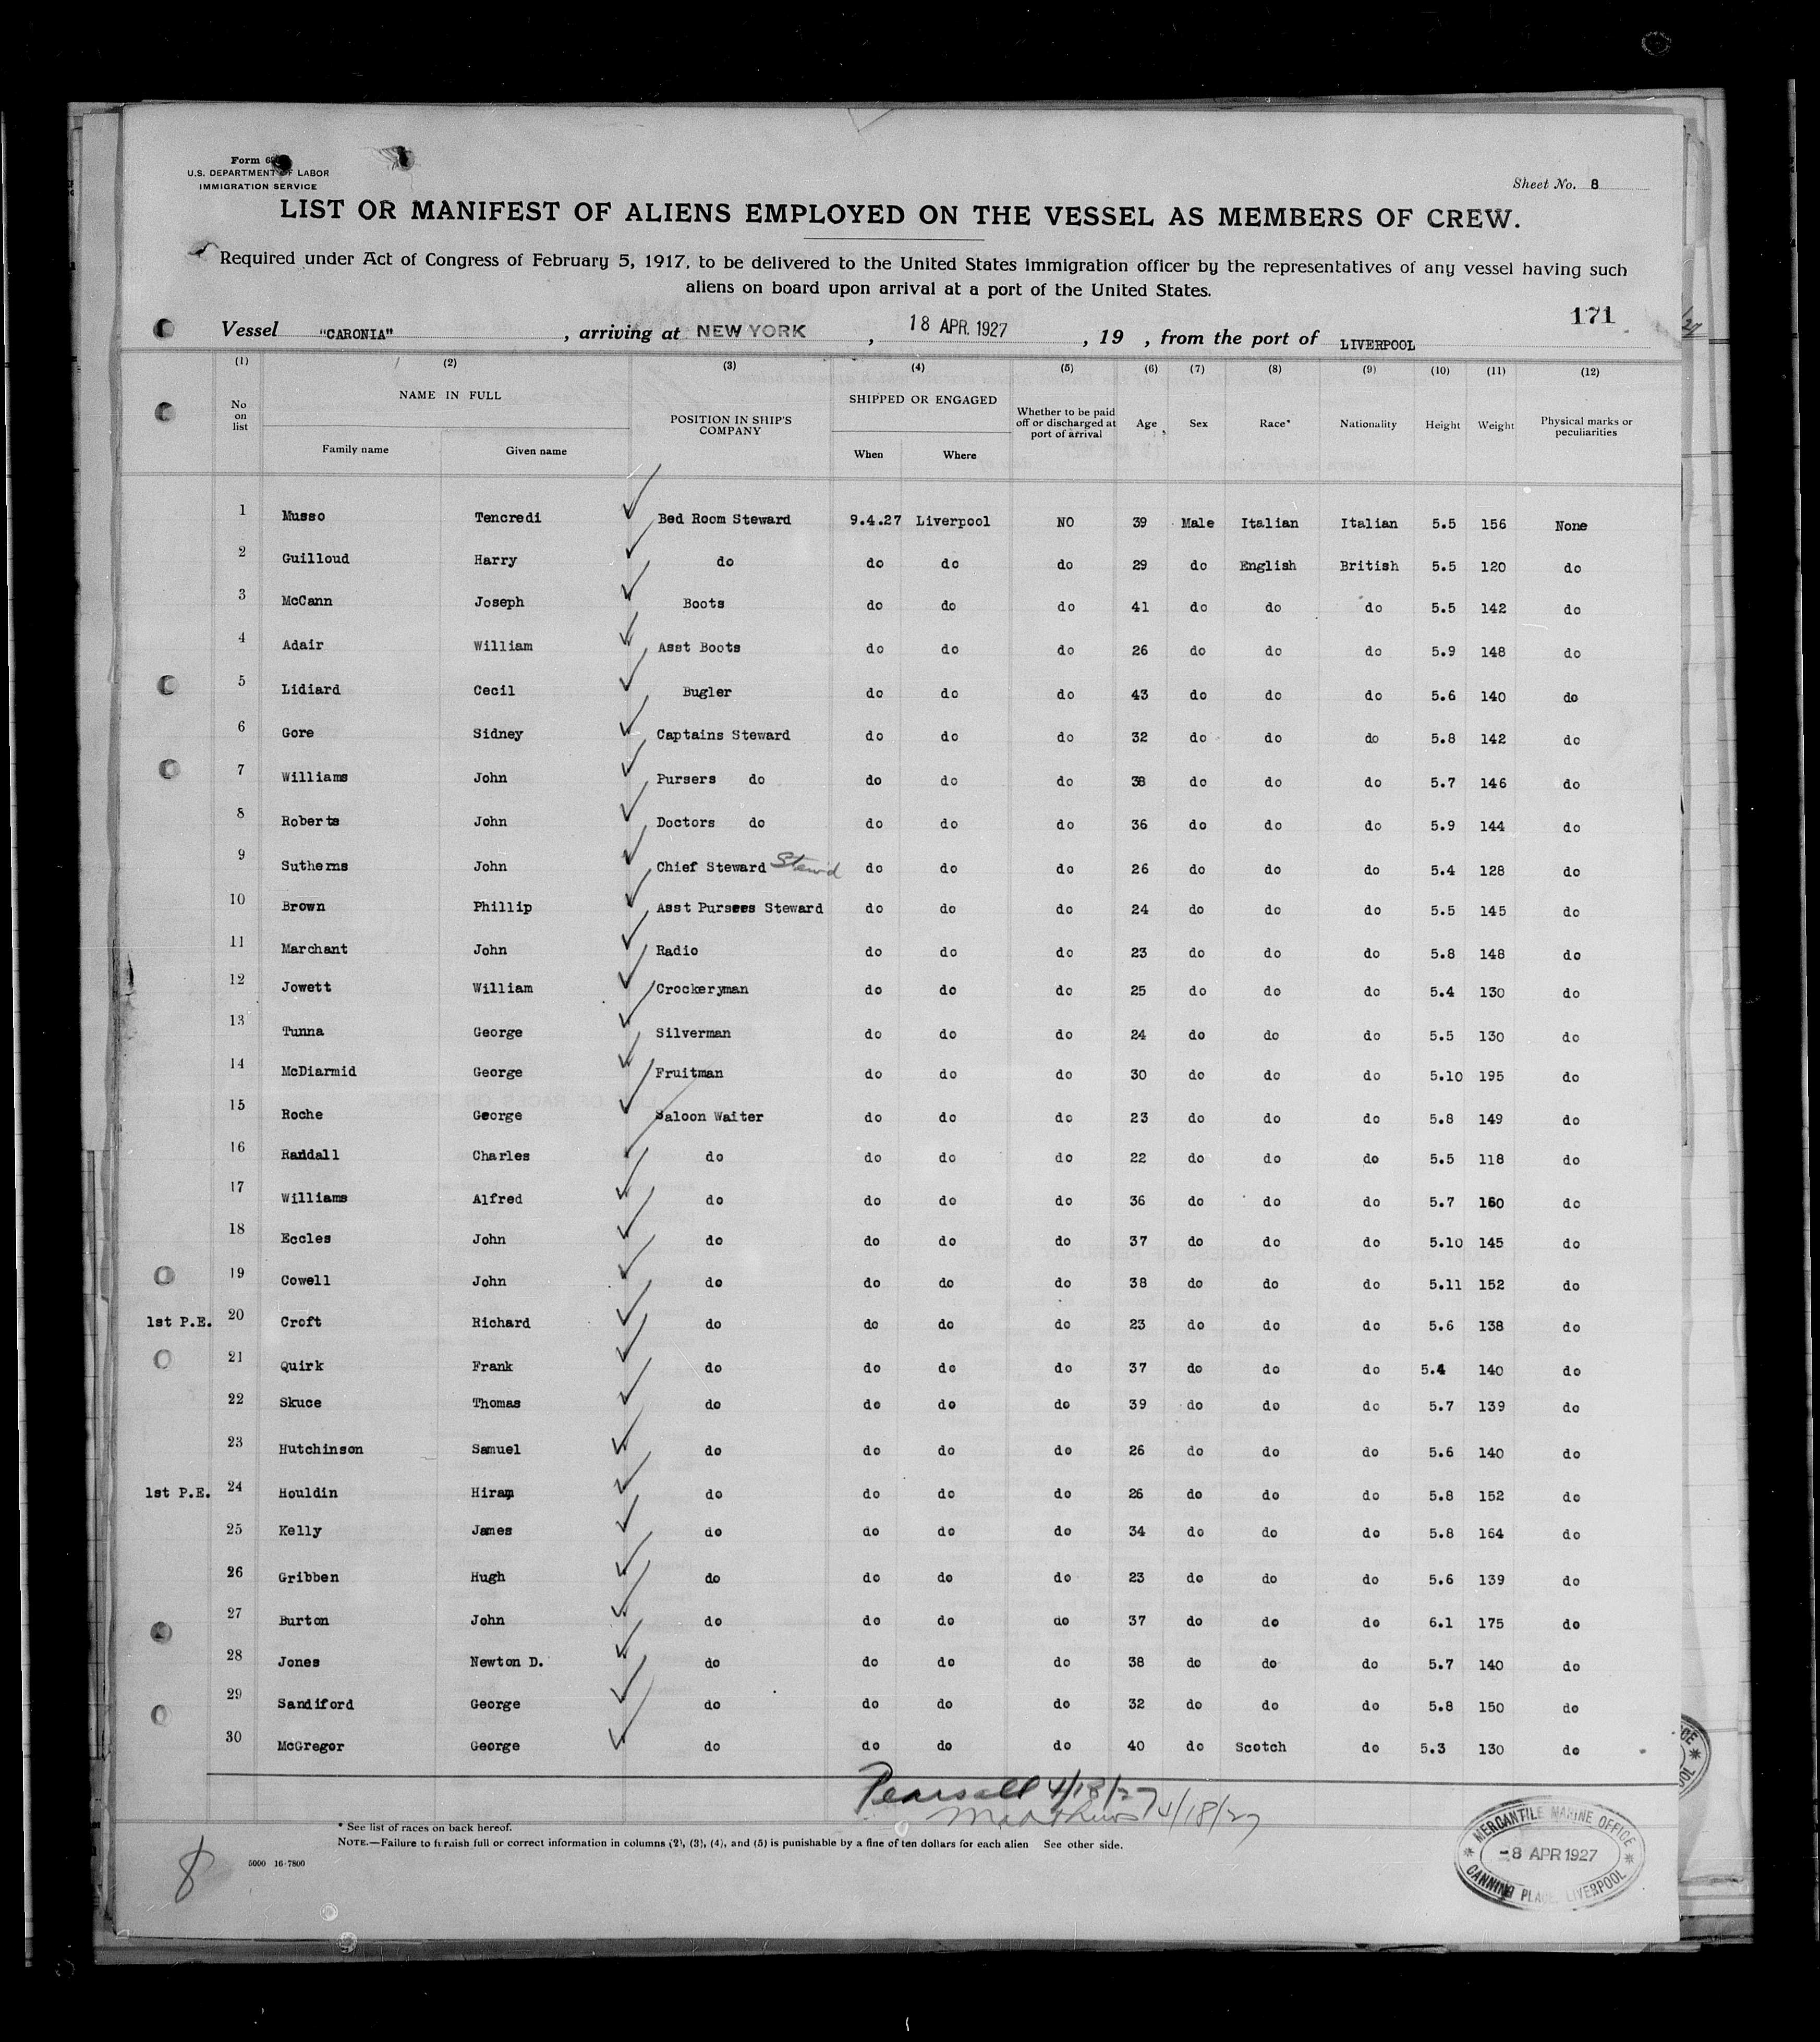 Form 6
U.S. DEPARTMENT OF LABOR
IMMIGRATION SERVICE
Sheet No. 8
LIST OR MANIFEST OF ALIENS EMPLOYED ON THE VESSEL AS MEMBERS OF CREW.
Required under Act of Congress of February 5, 1917, to be delivered to the United States immigration officer by the representatives of any vessel having such
aliens on board upon arrival at a port of the United States.
171
Vessel "CARONIA", arriving at NEW YORK, 18 APR. 1927, 19 , from the port of LIVERPOOL
(1) (2) (3) (4) (5) (6) (7) (8) (9) (10) (11) (12)
No on list NAME IN FULL Family name Given name POSITION IN SHIP'S COMPANY SHIPPED OR ENGAGED When Where Whether to be paid off or discharged at port of arrival Age Sex Race* Nationality Height Weight Physical marks or peculiarities
1 Musso Tencredi Bed Room Steward 9.4.27 Liverpool NO 39 Male Italian Italian 5.5 156 None
2 Guilloud Harry do do do do 29 do English British 5.5 120 do
3 McCann Joseph Boots do do do 41 do do do 5.5 142 do
4 Adair William Asst Boots do do do 26 do do do 5.9 148 do
5 Lidiard Cecil Bugler do do do 43 do do do 5.6 140 do
6 Gore Sidney Captains Steward do do do 32 do do do 5.8 142 do
7 Williams John Pursers do do do do 38 do do do 5.7 146 do
8 Roberts John Doctors do do do do 36 do do do 5.9 144 do
9 Sutherns John Chief Steward Stewd do do do 26 do do do 5.4 128 do
10 Brown Phillip Asst Pursers Steward do do do 24 do do do 5.5 145 do
11 Marchant John Radio do do do 23 do do do 5.8 148 do
12 Jowett William Crockeryman do do do 25 do do do 5.4 130 do
13 Tunna George Silverman do do do 24 do do do 5.5 130 do
14 McDiarmid George Fruitman do do do 30 do do do 5.10 195 do
15 Roche George Saloon Waiter do do do 23 do do do 5.8 149 do
16 Randall Charles do do do do 22 do do do 5.5 118 do
17 Williams Alfred do do do do 36 do do do 5.7 160 do
18 Eccles John do do do do 37 do do do 5.10 145 do
19 Cowell John do do do do 38 do do do 5.11 152 do
1st P.E. 20 Croft Richard do do do do 23 do do do 5.6 138 do
21 Quirk Frank do do do do 37 do do do 5.4 140 do
22 Skuce Thomas do do do do 39 do do do 5.7 139 do
23 Hutchinson Samuel do do do do 26 do do do 5.6 140 do
1st P.E. 24 Houldin Hiram do do do do 26 do do do 5.8 152 do
25 Kelly James do do do do 34 do do do 5.8 164 do
26 Gribben Hugh do do do do 23 do do do 5.6 139 do
27 Burton John do do do do 37 do do do 6.1 175 do
28 Jones Newton D. do do do do 38 do do do 5.7 140 do
29 Sandiford George do do do do 32 do do do 5.8 150 do
30 McGregor George do do do do 40 do Scotch do 5.3 130 do
Pearsall 4/18/27
4/18/27
* See list of races on back hereof.
NOTE.—Failure to furnish full or correct information in columns (2), (3), (4), and (5) is punishable by a fine of ten dollars for each alien See other side.
5000 16-7800
8
MERCANTILE MARINE OFFICE
-8 APR 1927
CANNING PLACE, LIVERPOOL